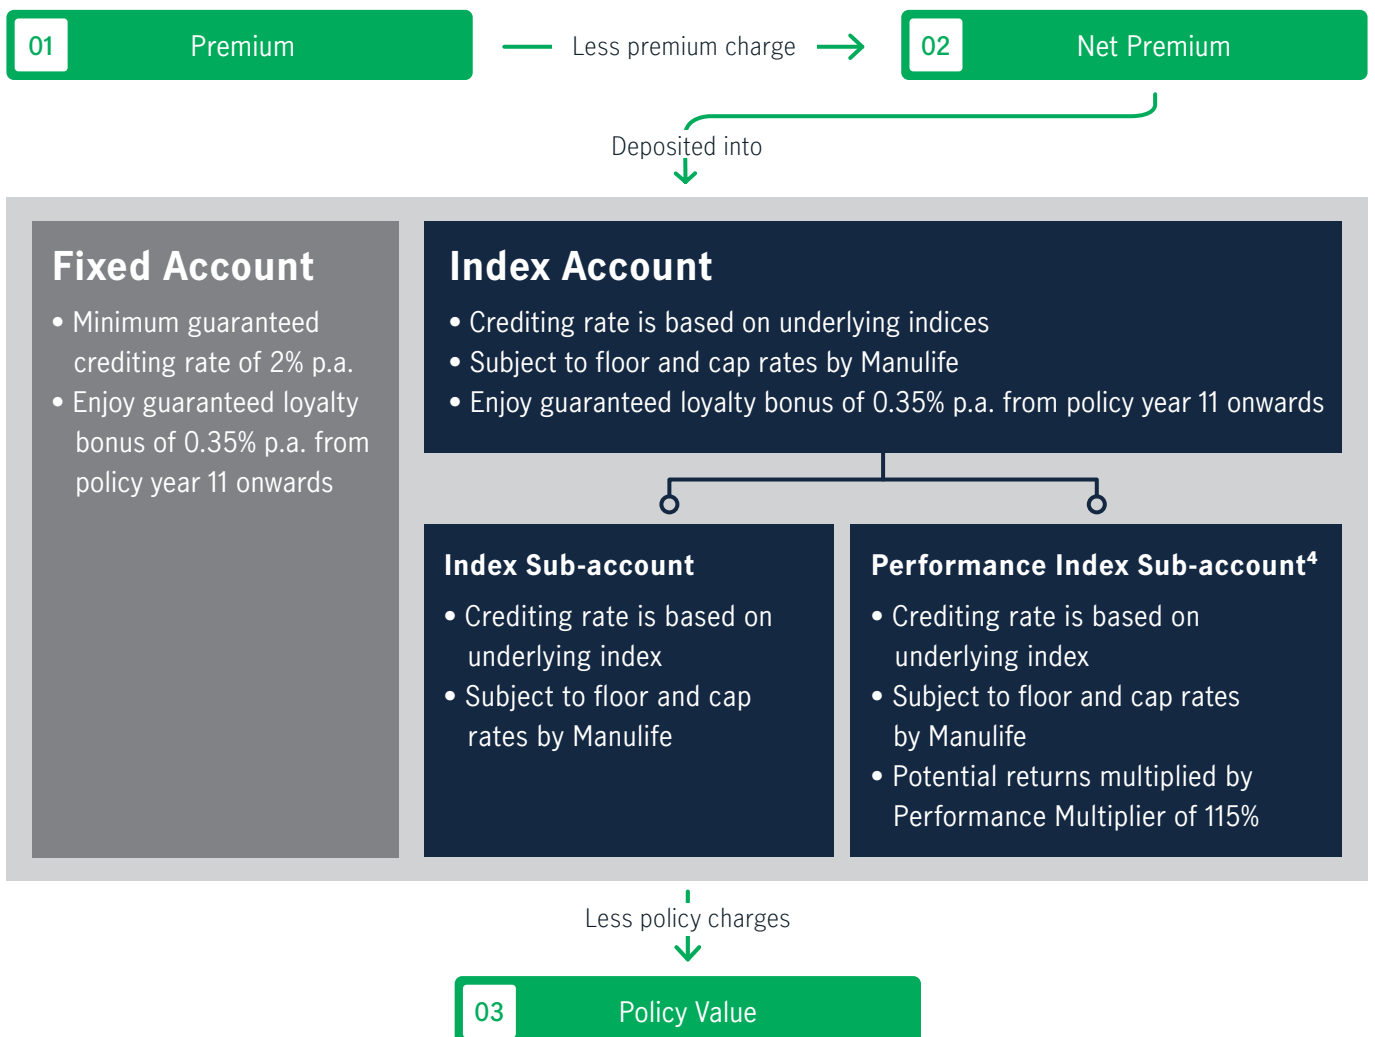 01 Premium
Less premium charge
02 Net Premium
Deposited into
Fixed Account
• Minimum guaranteed
crediting rate of 2% p.a.
• Enjoy guaranteed loyalty
bonus of 0.35% p.a. from
policy year 11 onwards
Index Account
• Crediting rate is based on underlying indices
• Subject to floor and cap rates by Manulife
• Enjoy guaranteed loyalty bonus of 0.35% p.a. from policy year 11 onwards
Index Sub-account
• Crediting rate is based on
underlying index
• Subject to floor and cap
rates by Manulife
Performance Index Sub-account⁴
• Crediting rate is based on
underlying index
• Subject to floor and cap rates
by Manulife
• Potential returns multiplied by
Performance Multiplier of 115%
Less policy charges
03 Policy Value